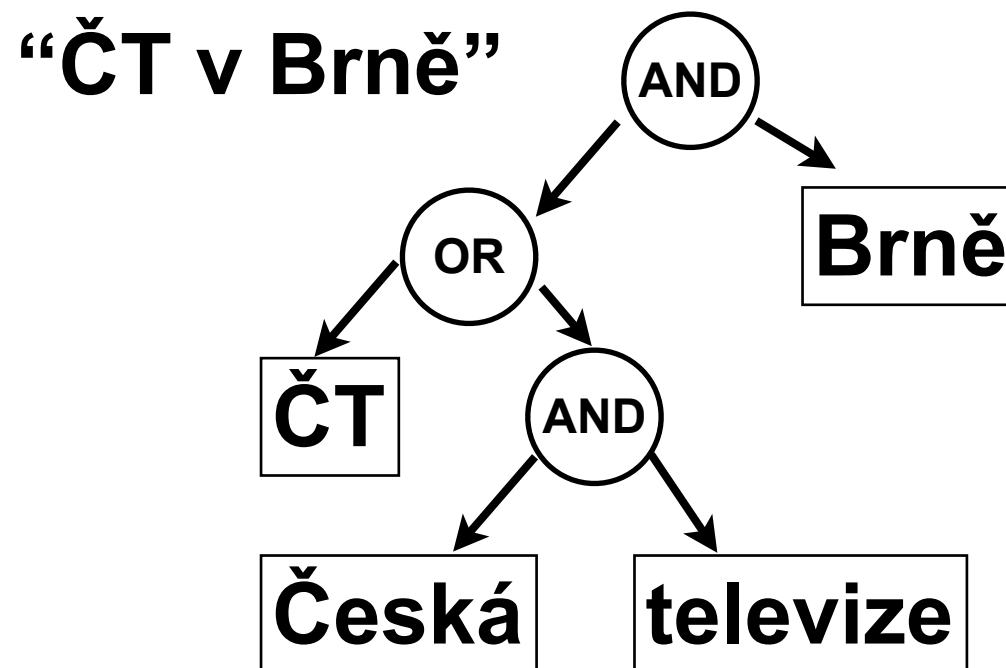 “ČT v Brně”
AND
OR
Brně
ČT
AND
Česká
televize